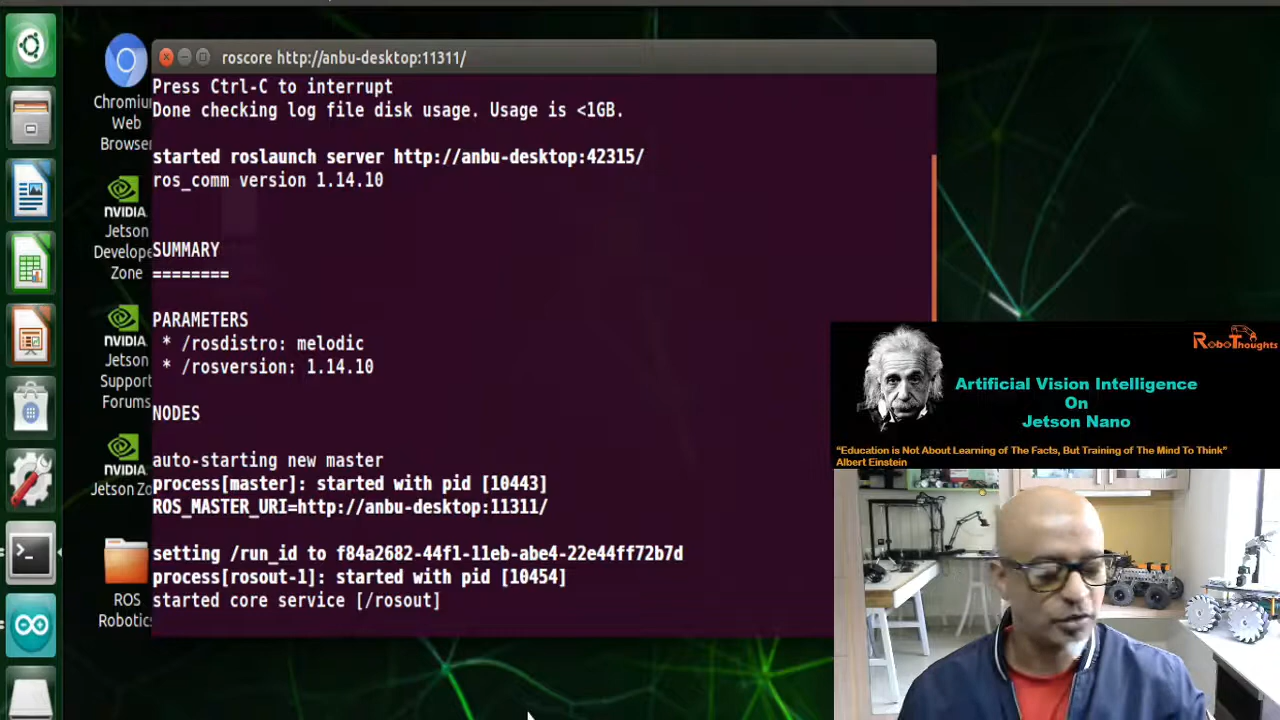 roscore http://anbu-desktop:11311/
Press Ctrl-C to interrupt
Done checking log file disk usage. Usage is <1GB.
started roslaunch server http://anbu-desktop:42315/
ros_comm version 1.14.10
SUMMARY
========
PARAMETERS
* /rosdistro: melodic
* /rosversion: 1.14.10
NODES
auto-starting new master
process[master]: started with pid [10443]
ROS_MASTER_URI=http://anbu-desktop:11311/
setting /run_id to f84a2682-44f1-11eb-abe4-22e44ff72b7d
process[rosout-1]: started with pid [10454]
started core service [/rosout]
Chromium
Web
Browser
NVIDIA.
Jetson
Develope
Zone
NVIDIA.
Jetson
Support
Forums
NVIDIA.
Jetson Zo
ROS
Robotics
RoboThoughts
Artificial Vision Intelligence
On
Jetson Nano
“Education is Not About Learning of The Facts, But Training of The Mind To Think”
Albert Einstein